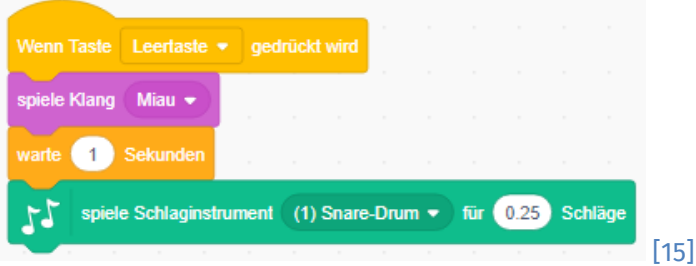 Wenn Taste Leertaste gedrückt wird
spiele Klang Miau
warte 1 Sekunden
spiele Schlaginstrument (1) Snare-Drum für 0.25 Schläge
[15]